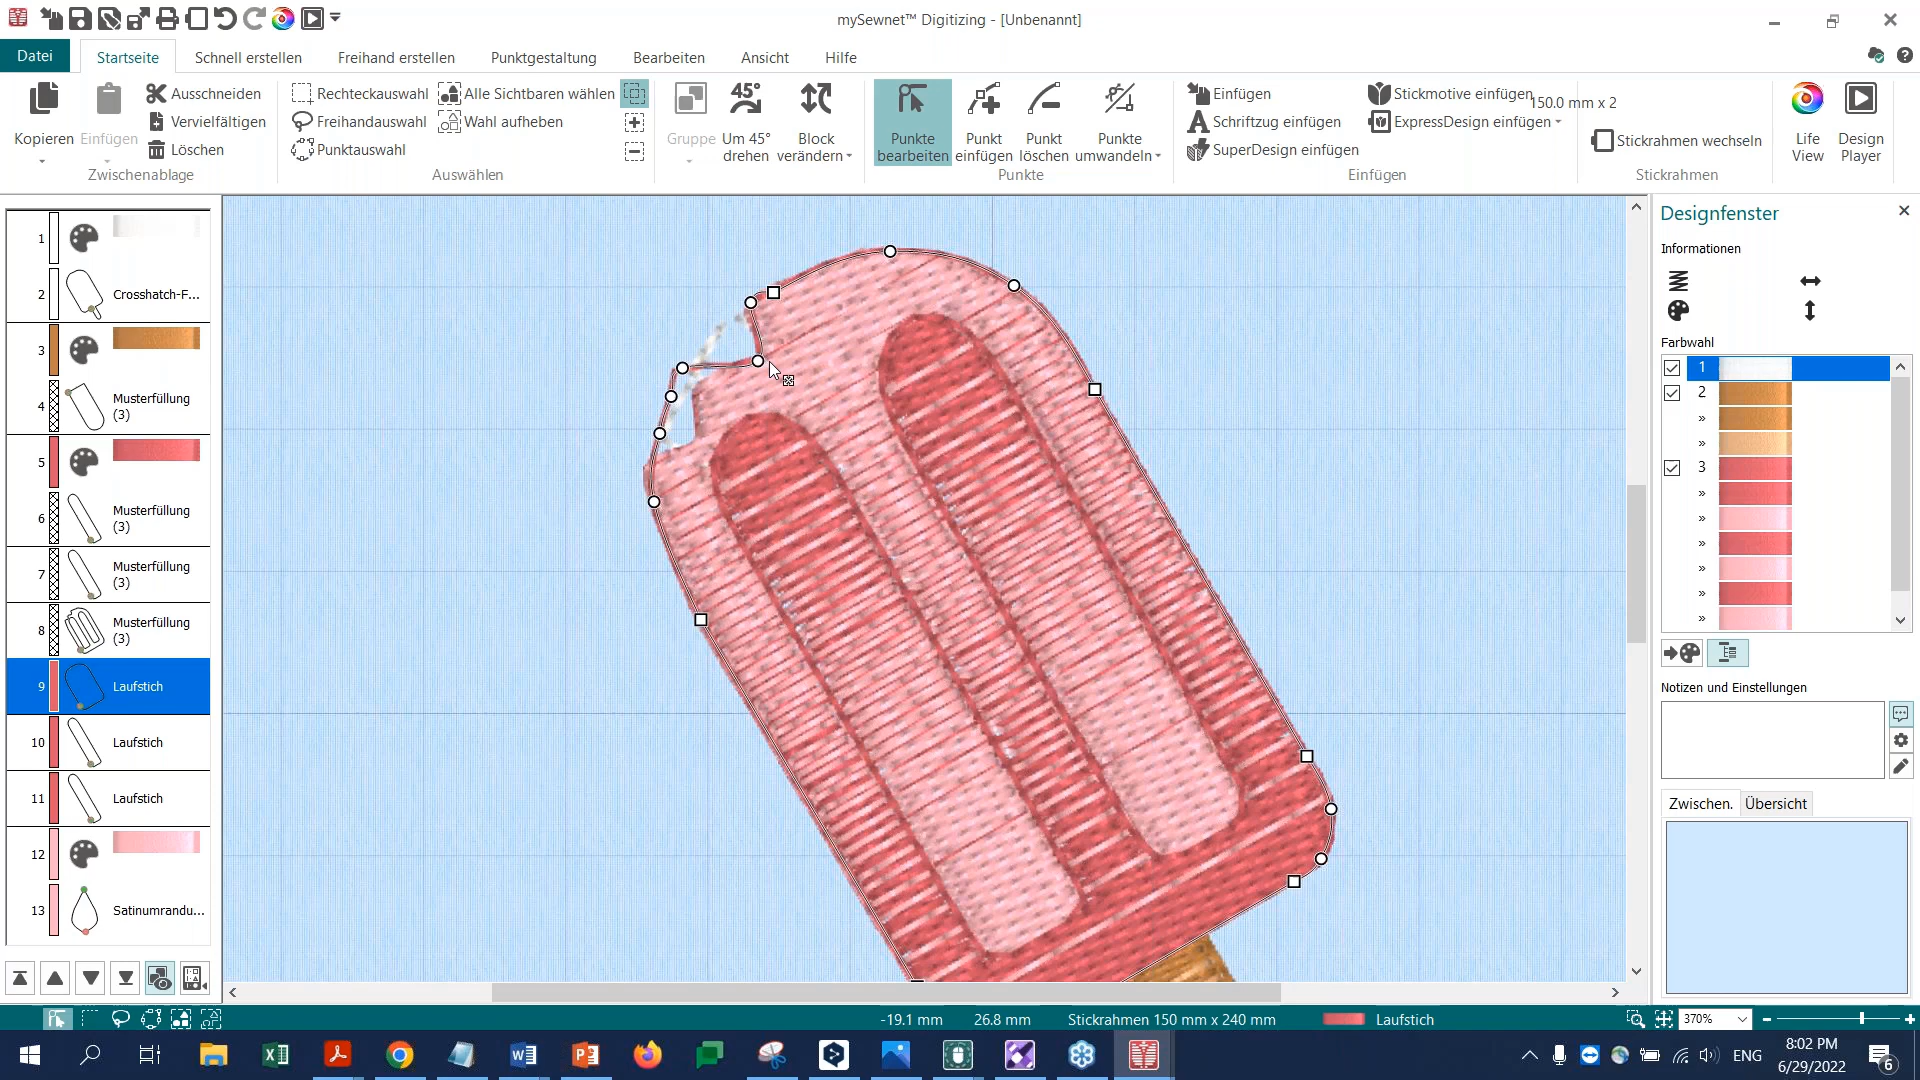 mySewnet™ Digitizing - [Unbenannt]
Datei
Startseite
Schnell erstellen
Freihand erstellen
Punktgestaltung
Bearbeiten
Ansicht
Hilfe
Kopieren
Einfügen
Ausschneiden
Vervielfältigen
Löschen
Zwischenablage
Rechteckauswahl
Freihandauswahl
Punktauswahl
Alle Sichtbaren wählen
Wahl aufheben
Auswählen
Gruppe
45°
Um 45°
drehen
Block
verändern
Punkte
bearbeiten
Punkt
einfügen
Punkt
löschen
Punkte
umwandeln
Punkte
Einfügen
Schriftzug einfügen
SuperDesign einfügen
Stickmotive einfügen
ExpressDesign einfügen
Einfügen
150.0 mm x 2
Stickrahmen wechseln
Stickrahmen
Life
View
Design
Player
1
2
Crosshatch-F...
3
4
Musterfüllung
(3)
5
6
Musterfüllung
(3)
7
Musterfüllung
(3)
8
Musterfüllung
(3)
9
Laufstich
10
Laufstich
11
Laufstich
12
13
Satinumrandu...
Designfenster
Informationen
Farbwahl
1
2
»
»
3
»
»
»
»
»
»
Notizen und Einstellungen
Zwischen.
Übersicht
-19.1 mm
26.8 mm
Stickrahmen 150 mm x 240 mm
Laufstich
370%
ENG
8:02 PM
6/29/2022
6